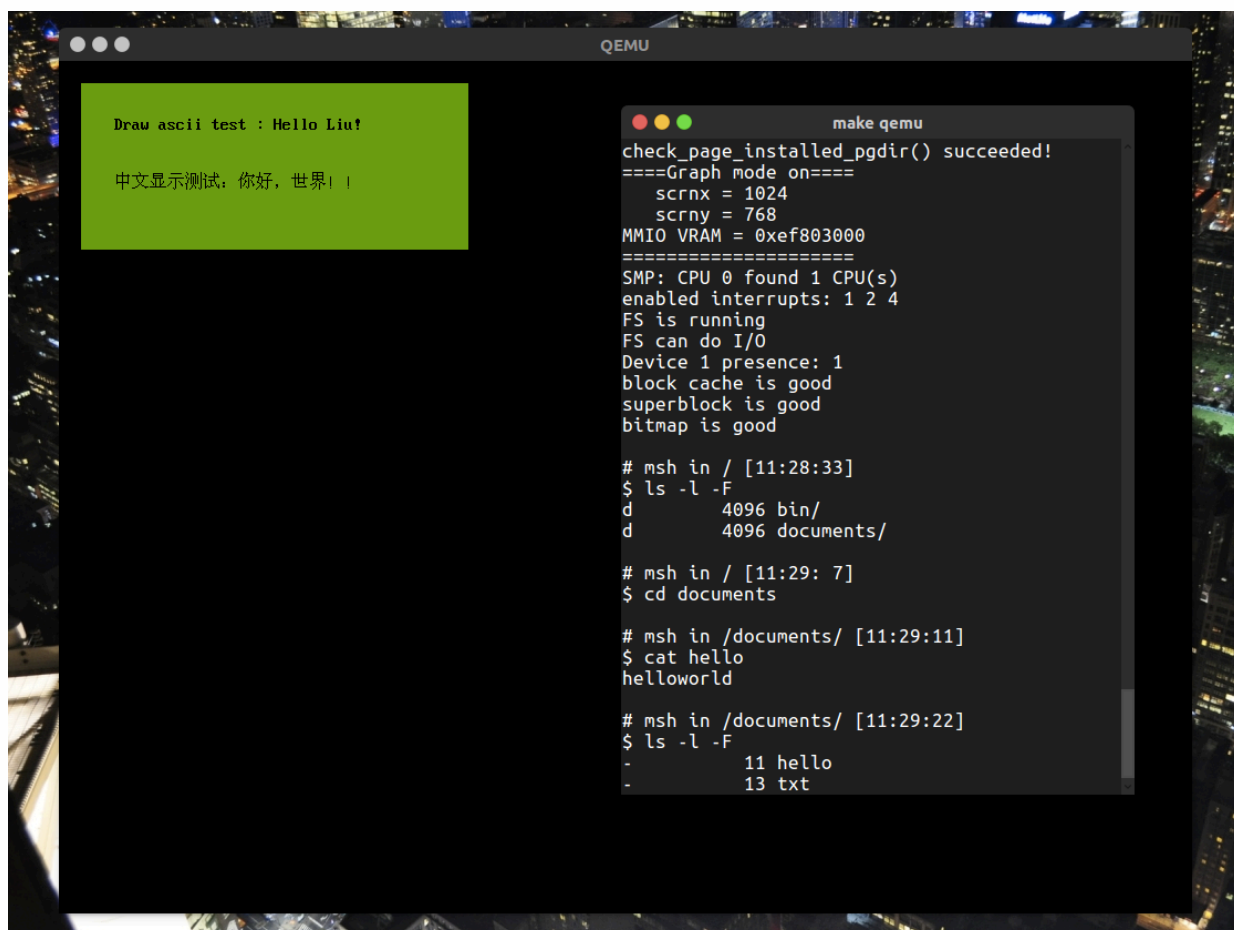 QEMU
Draw ascii test : Hello Liu!
中文显示测试：你好，世界！！
make qemu
check_page_installed_pgdir() succeeded!
====Graph mode on====
   scrnx = 1024
   scrny = 768
MMIO VRAM = 0xef803000
=====================
SMP: CPU 0 found 1 CPU(s)
enabled interrupts: 1 2 4
FS is running
FS can do I/O
Device 1 presence: 1
block cache is good
superblock is good
bitmap is good
# msh in / [11:28:33]
$ ls -l -F
d        4096 bin/
d        4096 documents/
# msh in / [11:29: 7]
$ cd documents
# msh in /documents/ [11:29:11]
$ cat hello
helloworld
# msh in /documents/ [11:29:22]
$ ls -l -F
-          11 hello
-          13 txt